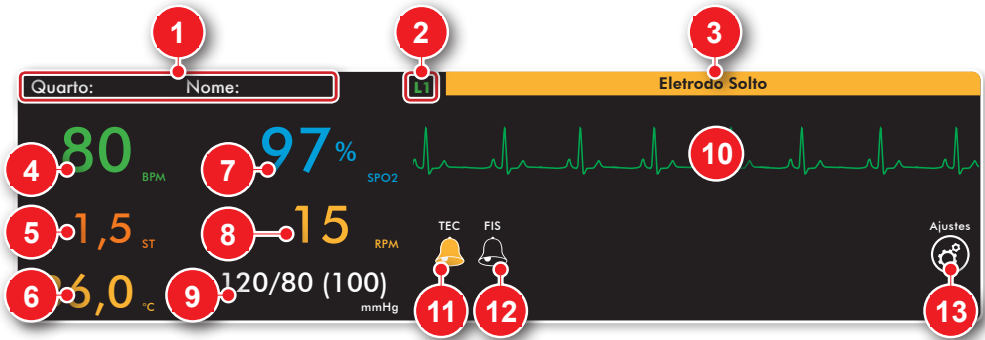 1 2 3
Quarto: Nome: L1 Eletrodo Solto
80 BPM 97 % SPO2
4 7 10
1,5 ST 15 RPM TEC FIS Ajustes
5 8
6,0 °C 120/80 (100) mmHg
6 9 11 12 13